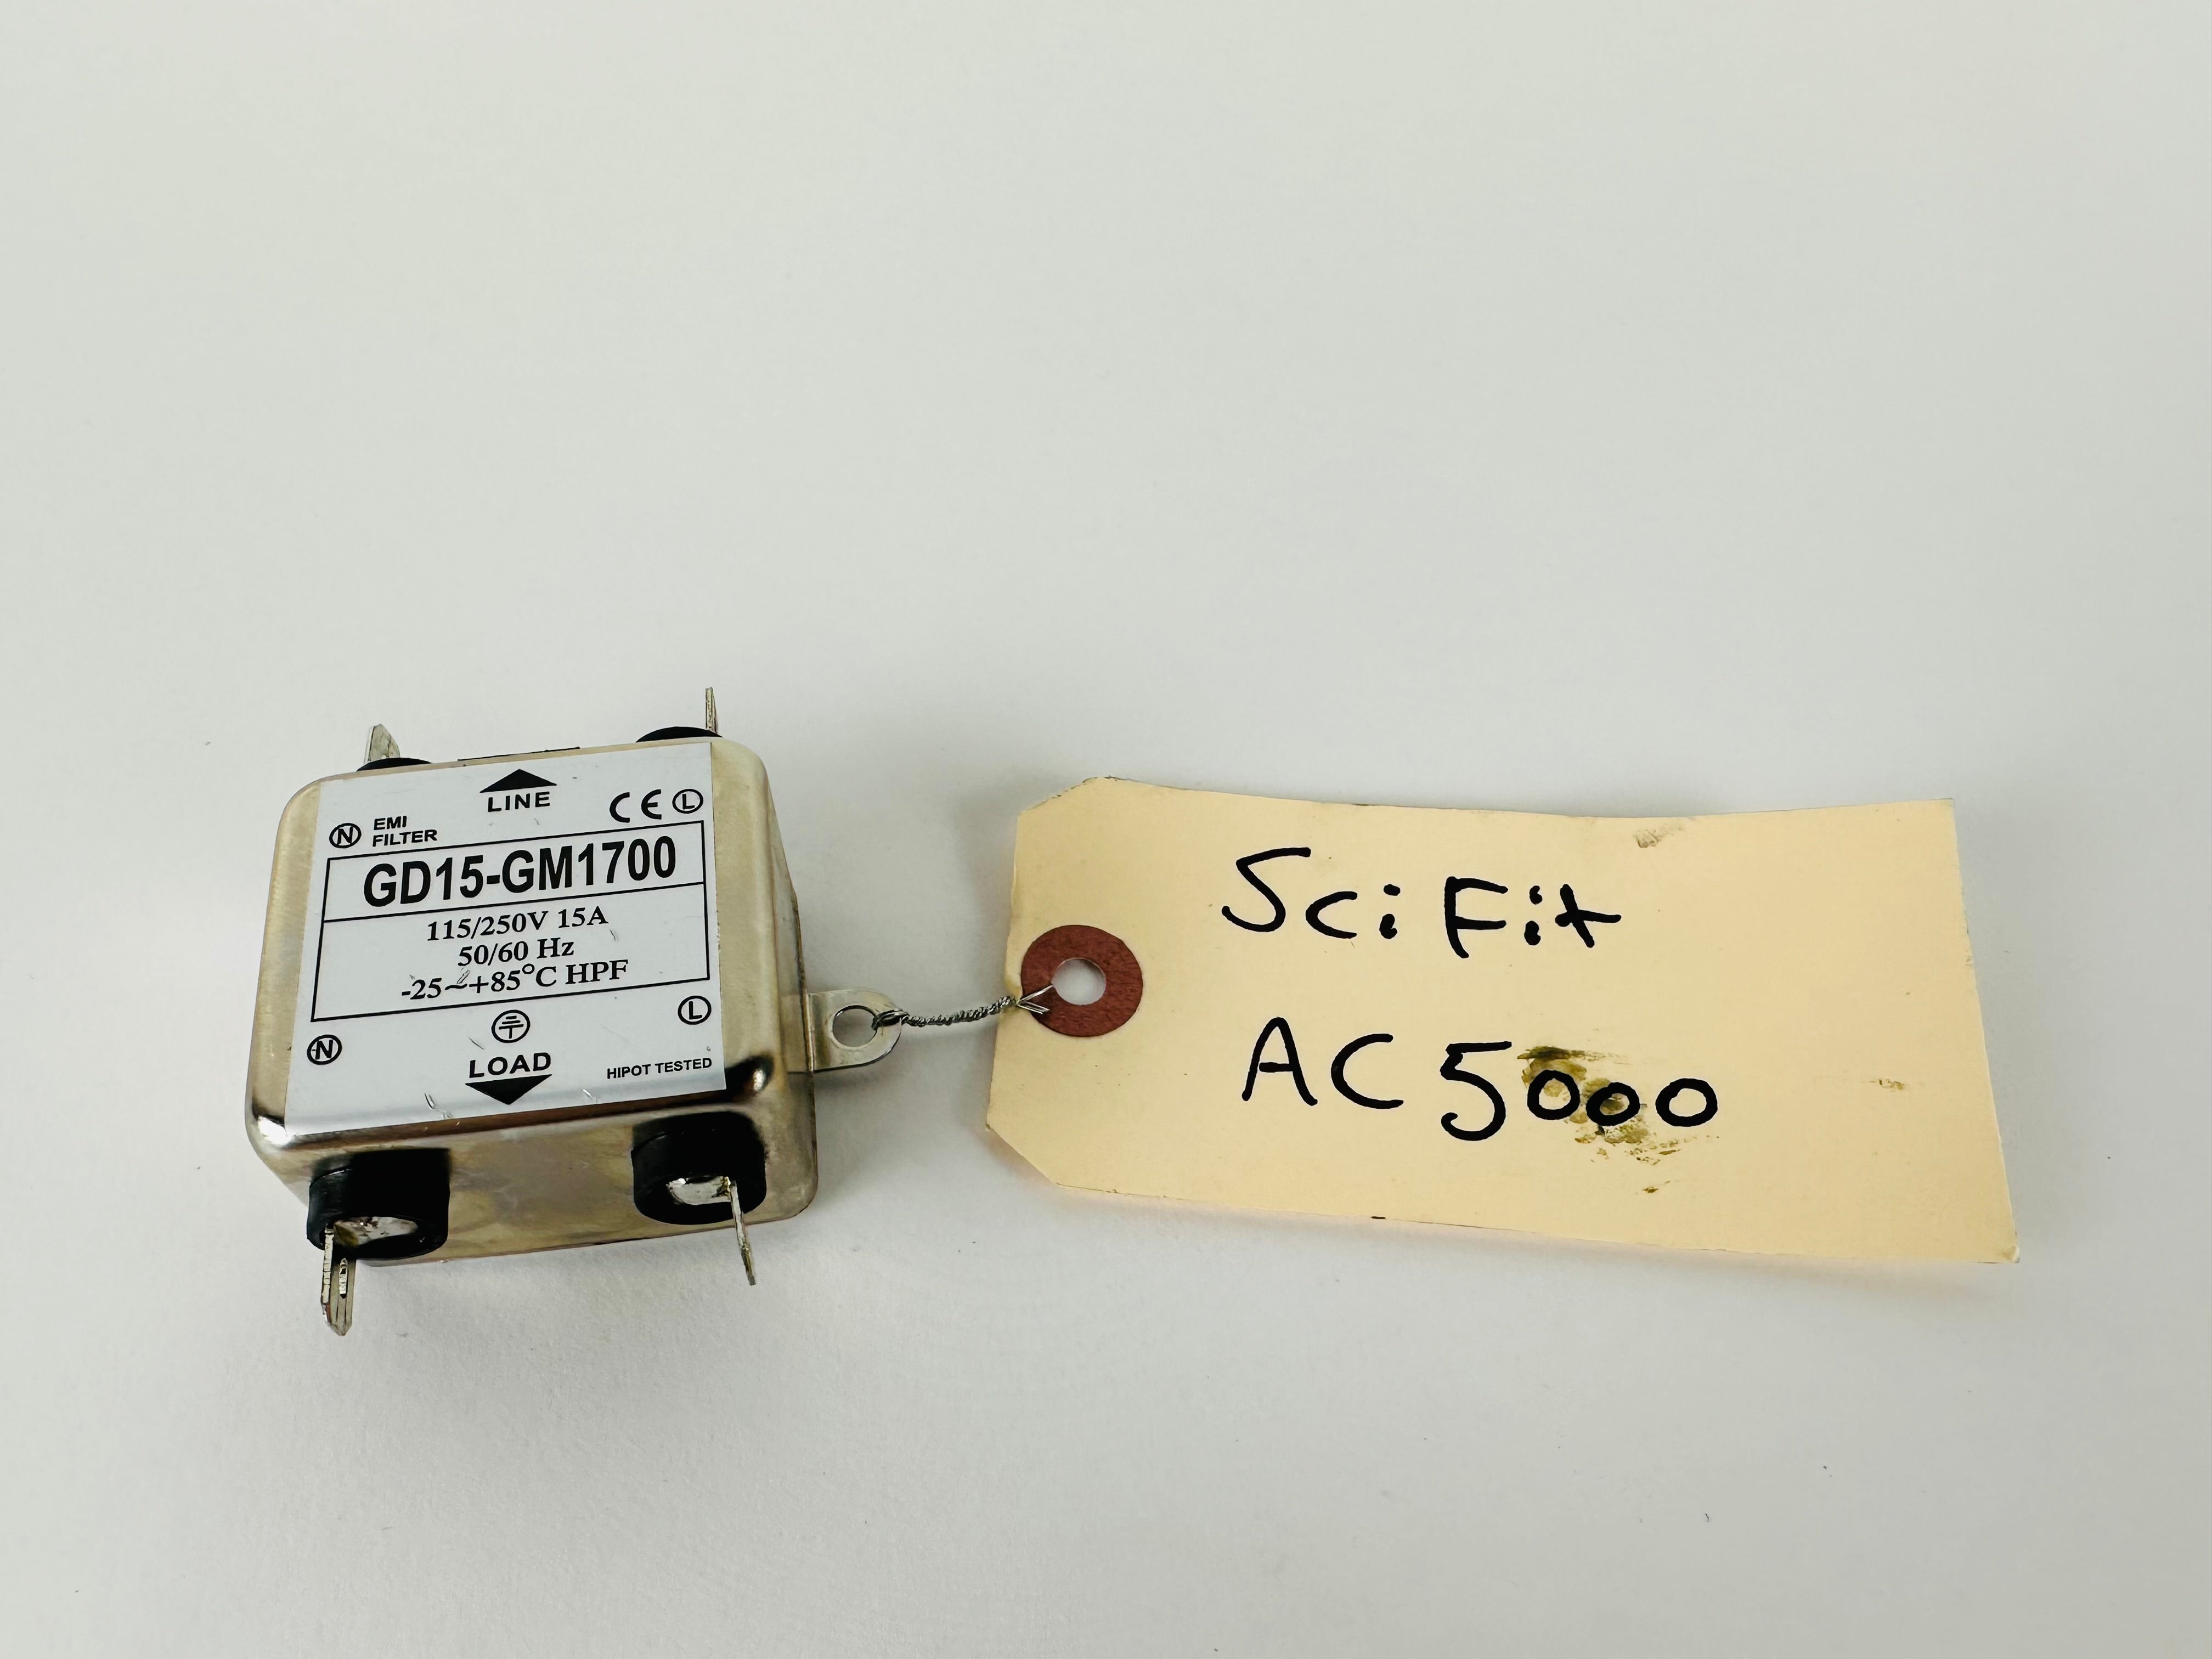 LINE
CE Ⓛ
Ⓝ EMI
FILTER
GD15-GM1700
115/250V 15A
50/60 Hz
-25~+85°C HPF
Ⓝ Ⓛ
LOAD
HIPOT TESTED
SciFit
AC5000